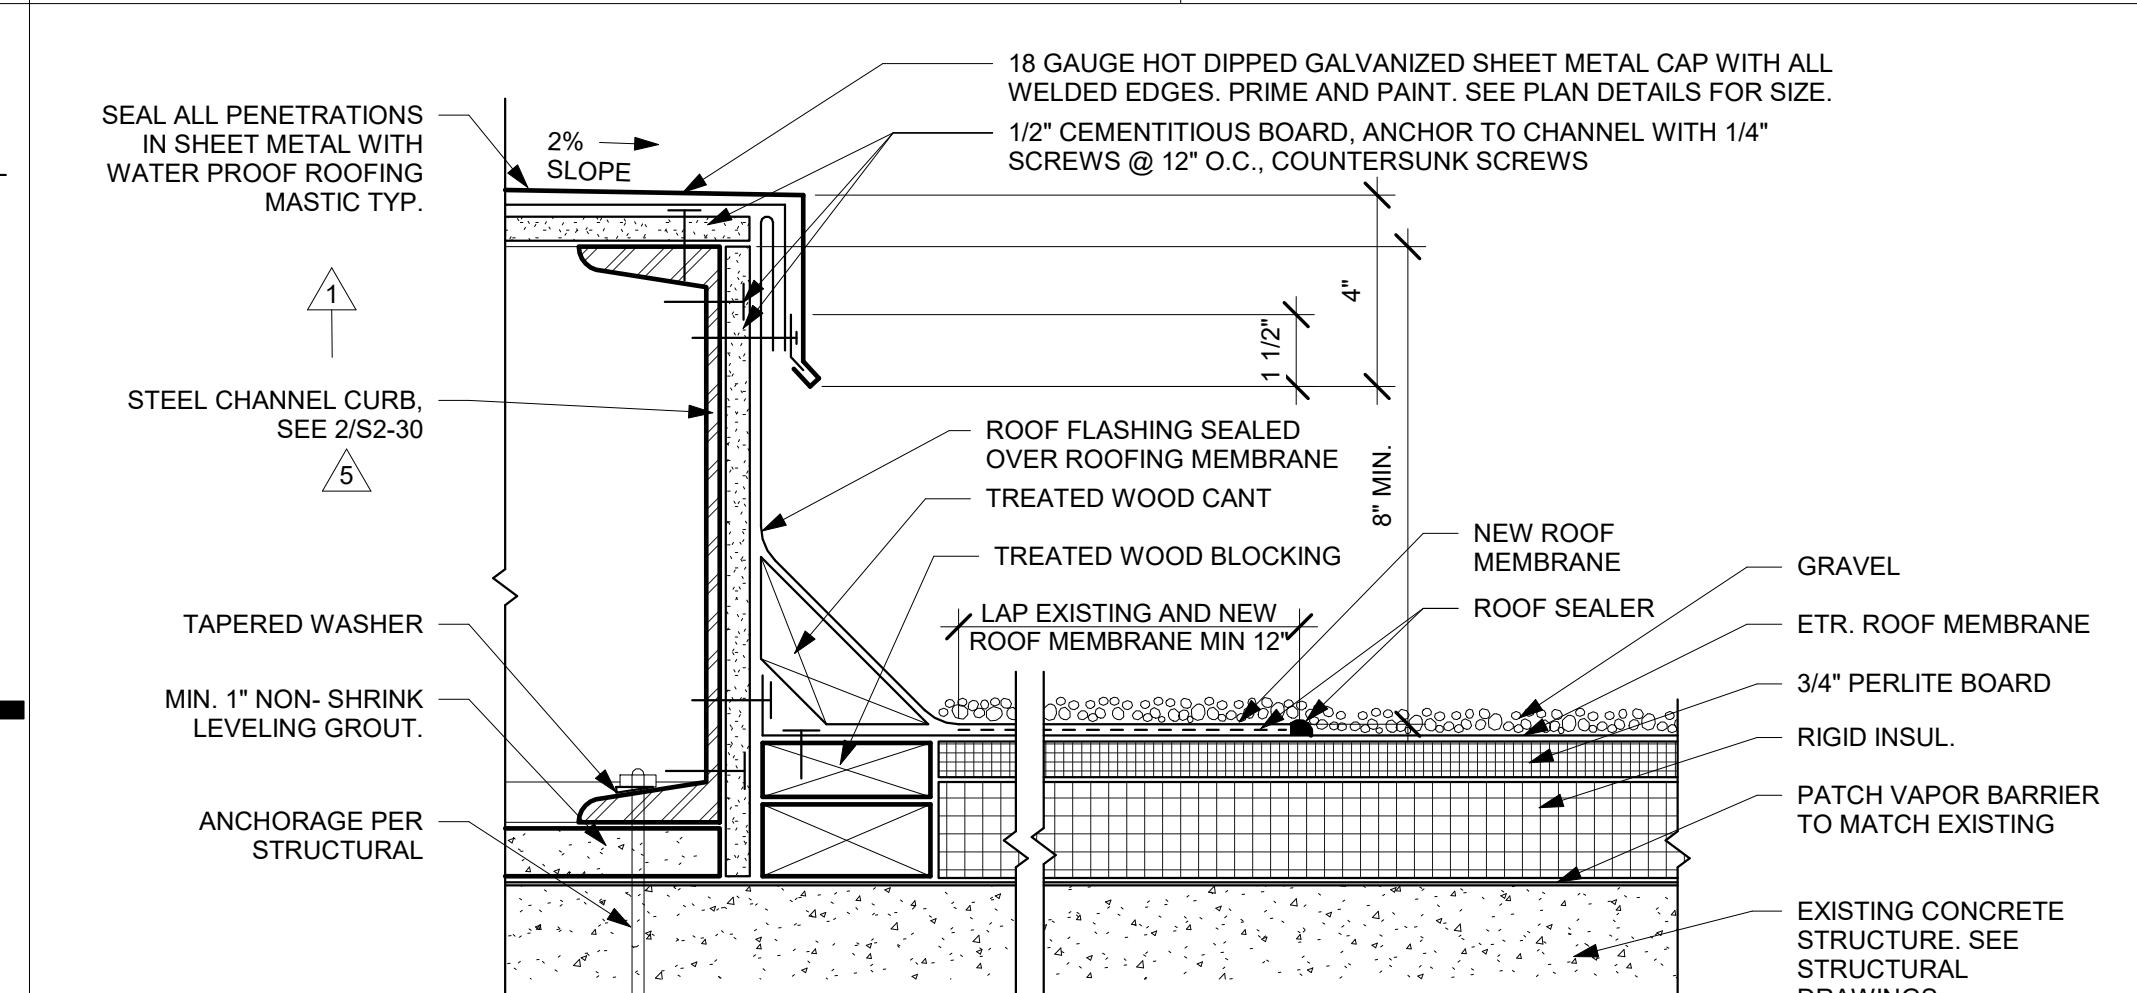 18 GAUGE HOT DIPPED GALVANIZED SHEET METAL CAP WITH ALL
WELDED EDGES. PRIME AND PAINT. SEE PLAN DETAILS FOR SIZE.
SEAL ALL PENETRATIONS
IN SHEET METAL WITH
WATER PROOF ROOFING
MASTIC TYP.
2%
SLOPE
1/2" CEMENTITIOUS BOARD, ANCHOR TO CHANNEL WITH 1/4"
SCREWS @ 12" O.C., COUNTERSUNK SCREWS
1
4"
1 1/2"
8" MIN.
STEEL CHANNEL CURB,
SEE 2/S2-30
5
ROOF FLASHING SEALED
OVER ROOFING MEMBRANE
TREATED WOOD CANT
TREATED WOOD BLOCKING
LAP EXISTING AND NEW
ROOF MEMBRANE MIN 12"
NEW ROOF
MEMBRANE
ROOF SEALER
GRAVEL
ETR. ROOF MEMBRANE
3/4" PERLITE BOARD
RIGID INSUL.
PATCH VAPOR BARRIER
TO MATCH EXISTING
EXISTING CONCRETE
STRUCTURE. SEE
STRUCTURAL
DRAWINGS
TAPERED WASHER
MIN. 1" NON- SHRINK
LEVELING GROUT.
ANCHORAGE PER
STRUCTURAL